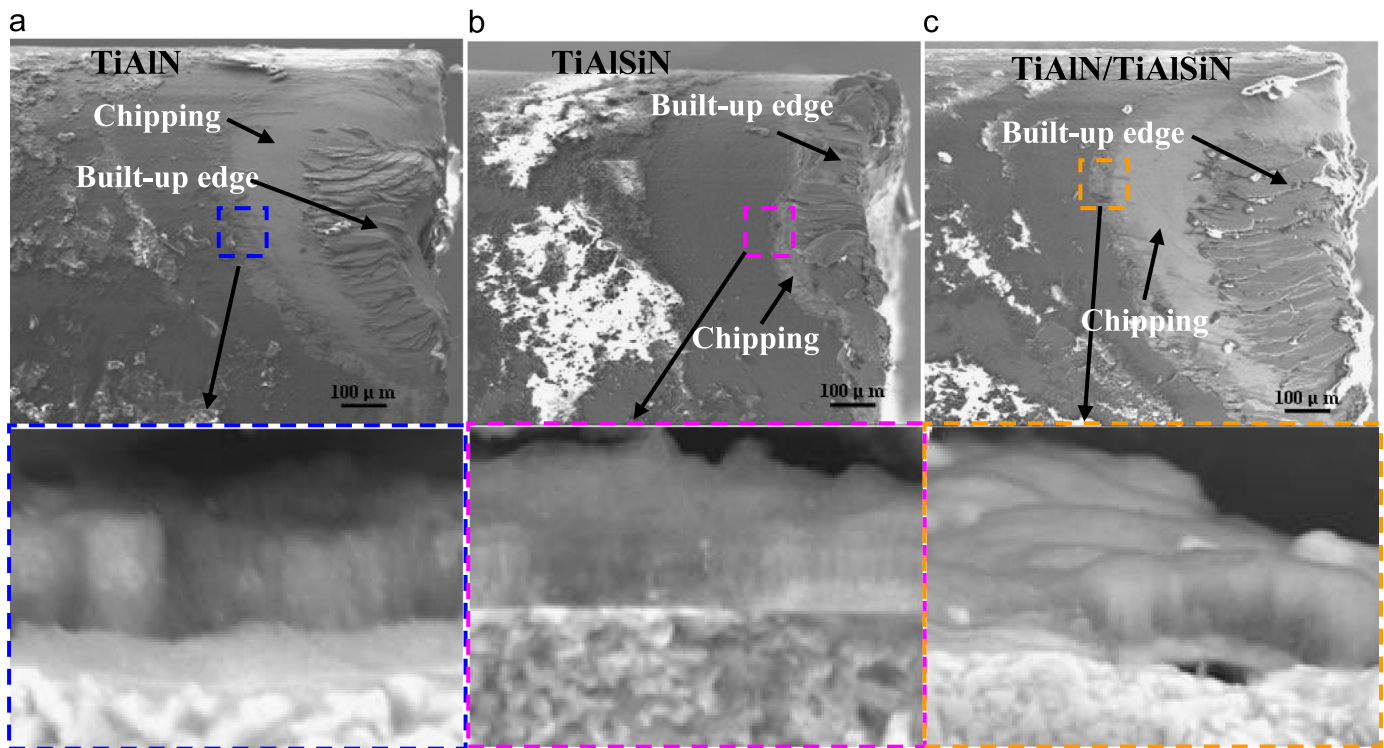 a
TiAlN
Chipping
Built-up edge
100 μ m
b
TiAlSiN
Built-up edge
Chipping
100 μ m
c
TiAlN/TiAlSiN
Built-up edge
Chipping
100 μ m